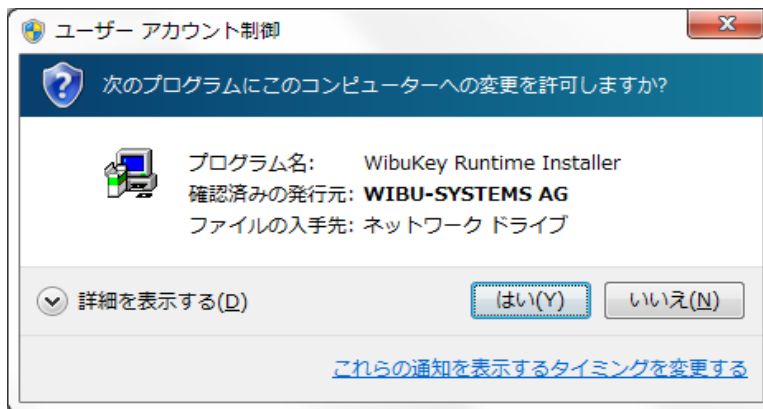 ユーザー アカウント制御
次のプログラムにこのコンピューターへの変更を許可しますか?
プログラム名: WibuKey Runtime Installer
確認済みの発行元: WIBU-SYSTEMS AG
ファイルの入手先: ネットワーク ドライブ
詳細を表示する(D) はい(Y) いいえ(N)
これらの通知を表示するタイミングを変更する